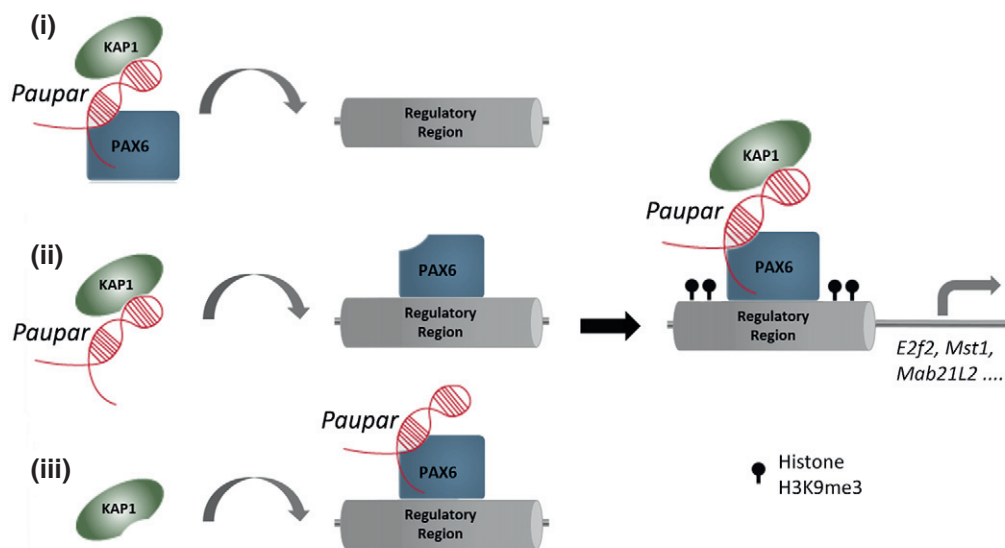 (i)
KAP1
Paupar
PAX6
Regulatory
Region
(ii)
KAP1
Paupar
PAX6
Regulatory
Region
(iii)
KAP1
Paupar
PAX6
Regulatory
Region
KAP1
Paupar
PAX6
Regulatory
Region
E2f2, Mst1,
Mab21L2 ....
Histone
H3K9me3